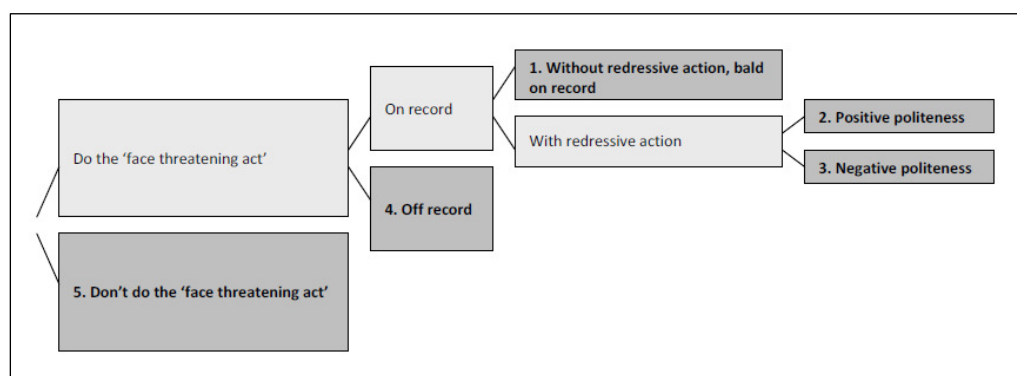 1. Without redressive action, bald
on record
On record
2. Positive politeness
Do the ‘face threatening act’
With redressive action
3. Negative politeness
4. Off record
5. Don’t do the ‘face threatening act’